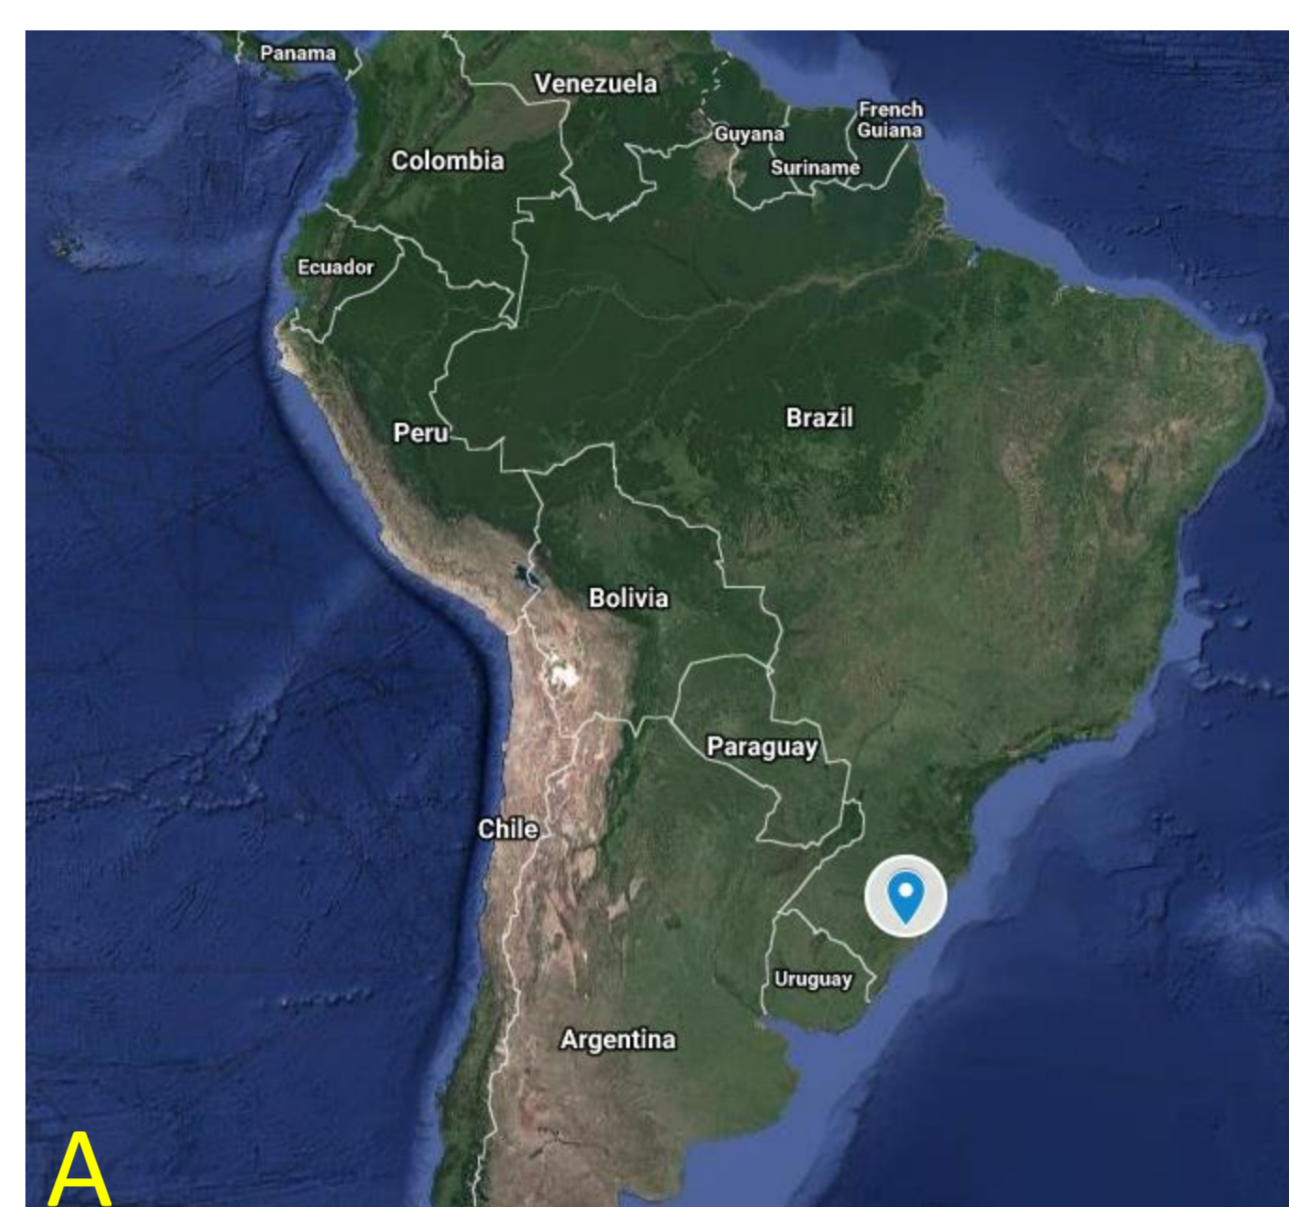 Panama
Venezuela
Guyana
French
Guiana
Suriname
Colombia
Ecuador
Peru
Brazil
Bolivia
Paraguay
Chile
Uruguay
Argentina
A